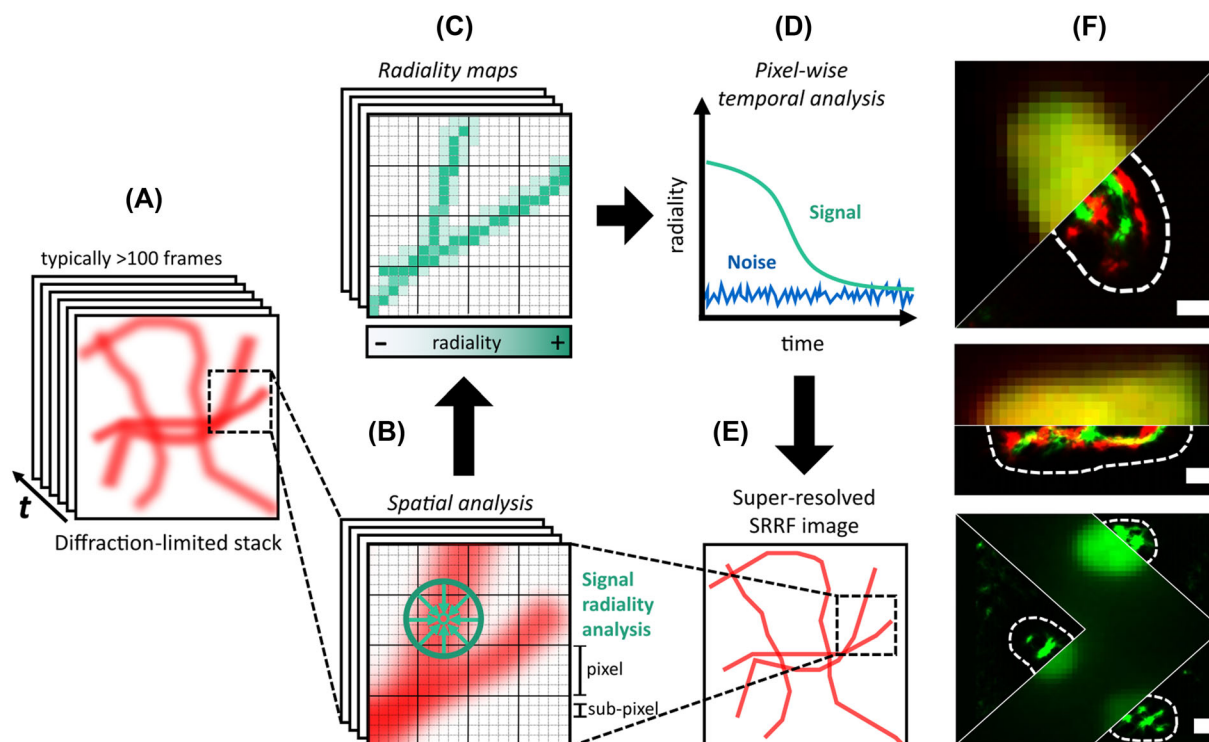 (A)
typically >100 frames
t
Diffraction-limited stack
(B)
Spatial analysis
Signal
radiality
analysis
pixel
sub-pixel
(C)
Radiality maps
- radiality +
(D)
Pixel-wise
temporal analysis
radiality
Signal
Noise
time
(E)
Super-resolved
SRRF image
(F)